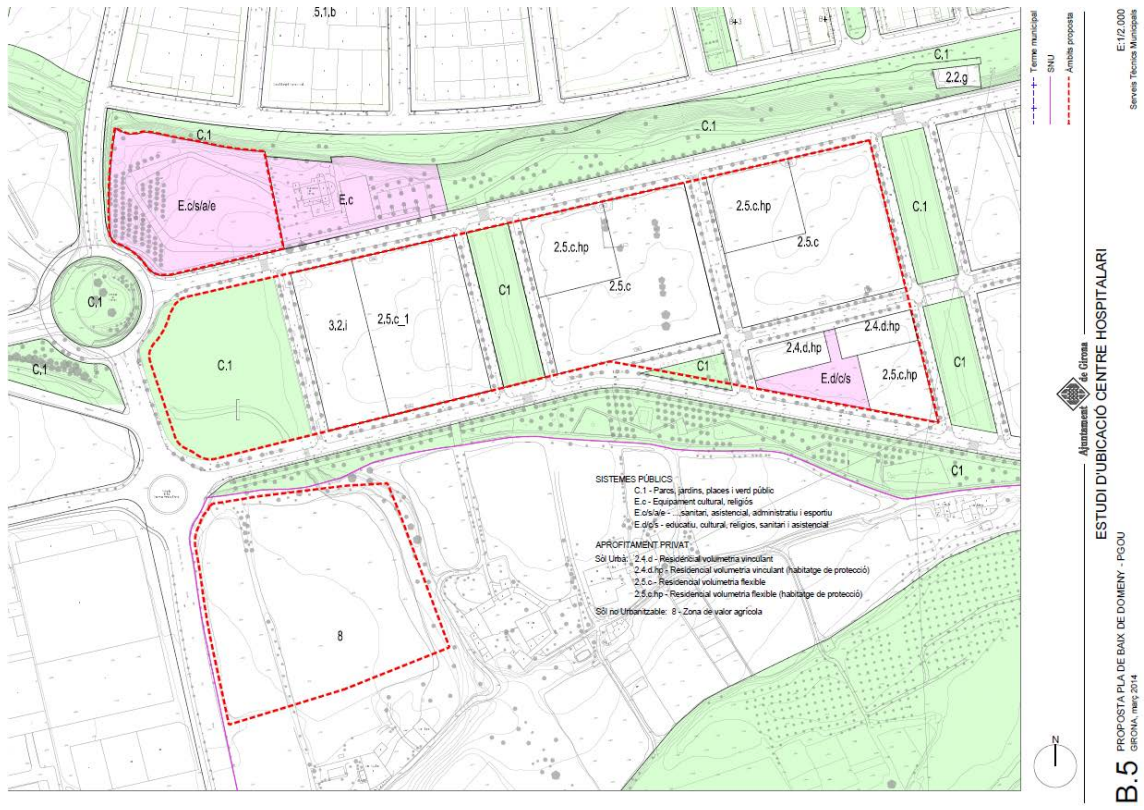 5,1,b
C.1
2.2.g
C.1
C.1
E.c/s/a/e
E.c
C.1
2.5.c.hp
2.5.c
C.1
2.5.c.hp
2.5.c
C1
3.2.i
2.5.c_1
C.1
C.1
C.1
2.4.d.hp
2.4.d.hp
C1
E.d/c/s
2.5.c.hp
C1
C1
8
SISTEMES PÚBLICS
C.1 - Parcs, jardins, places i verd públic
E.c - Equipament cultural, religiós
E.c/s/a/e - ...sanitari, asistencial, administratiu i esportiu
E.d/c/s - educatiu, cultural, religios, sanitari i asistencial
APROFITAMENT PRIVAT
Sòl Urbà: 2.4.d - Residencial volumetria vinculant
2.4.d.hp - Residencial volumetria vinculant (habitatge de protecció)
2.5.c - Residencial volumetria flexible
2.5.c.hp - Residencial volumetria flexible (habitatge de protecció)
Sòl no Urbanitzable: 8 - Zona de valor agrícola
Terme municipal
SNU
Àmbits proposta
E:1/2.000
Serveis Tècnics Municipals
Ajuntament de Girona
ESTUDI D'UBICACIÓ CENTRE HOSPITALARI
N
B.5 PROPOSTA PLA DE BAIX DE DOMENY - PGOU
GIRONA, març 2014